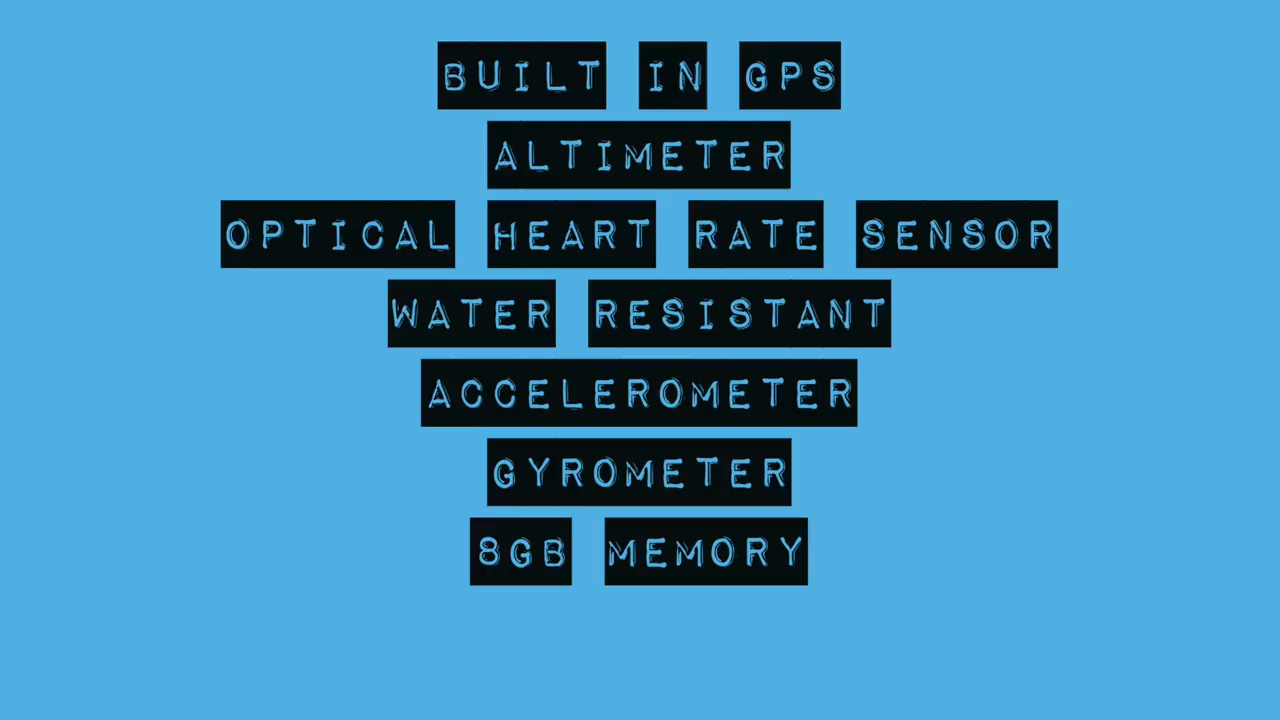 BUILT IN GPS
ALTIMETER
OPTICAL HEART RATE SENSOR
WATER RESISTANT
ACCELEROMETER
GYROMETER
8GB MEMORY